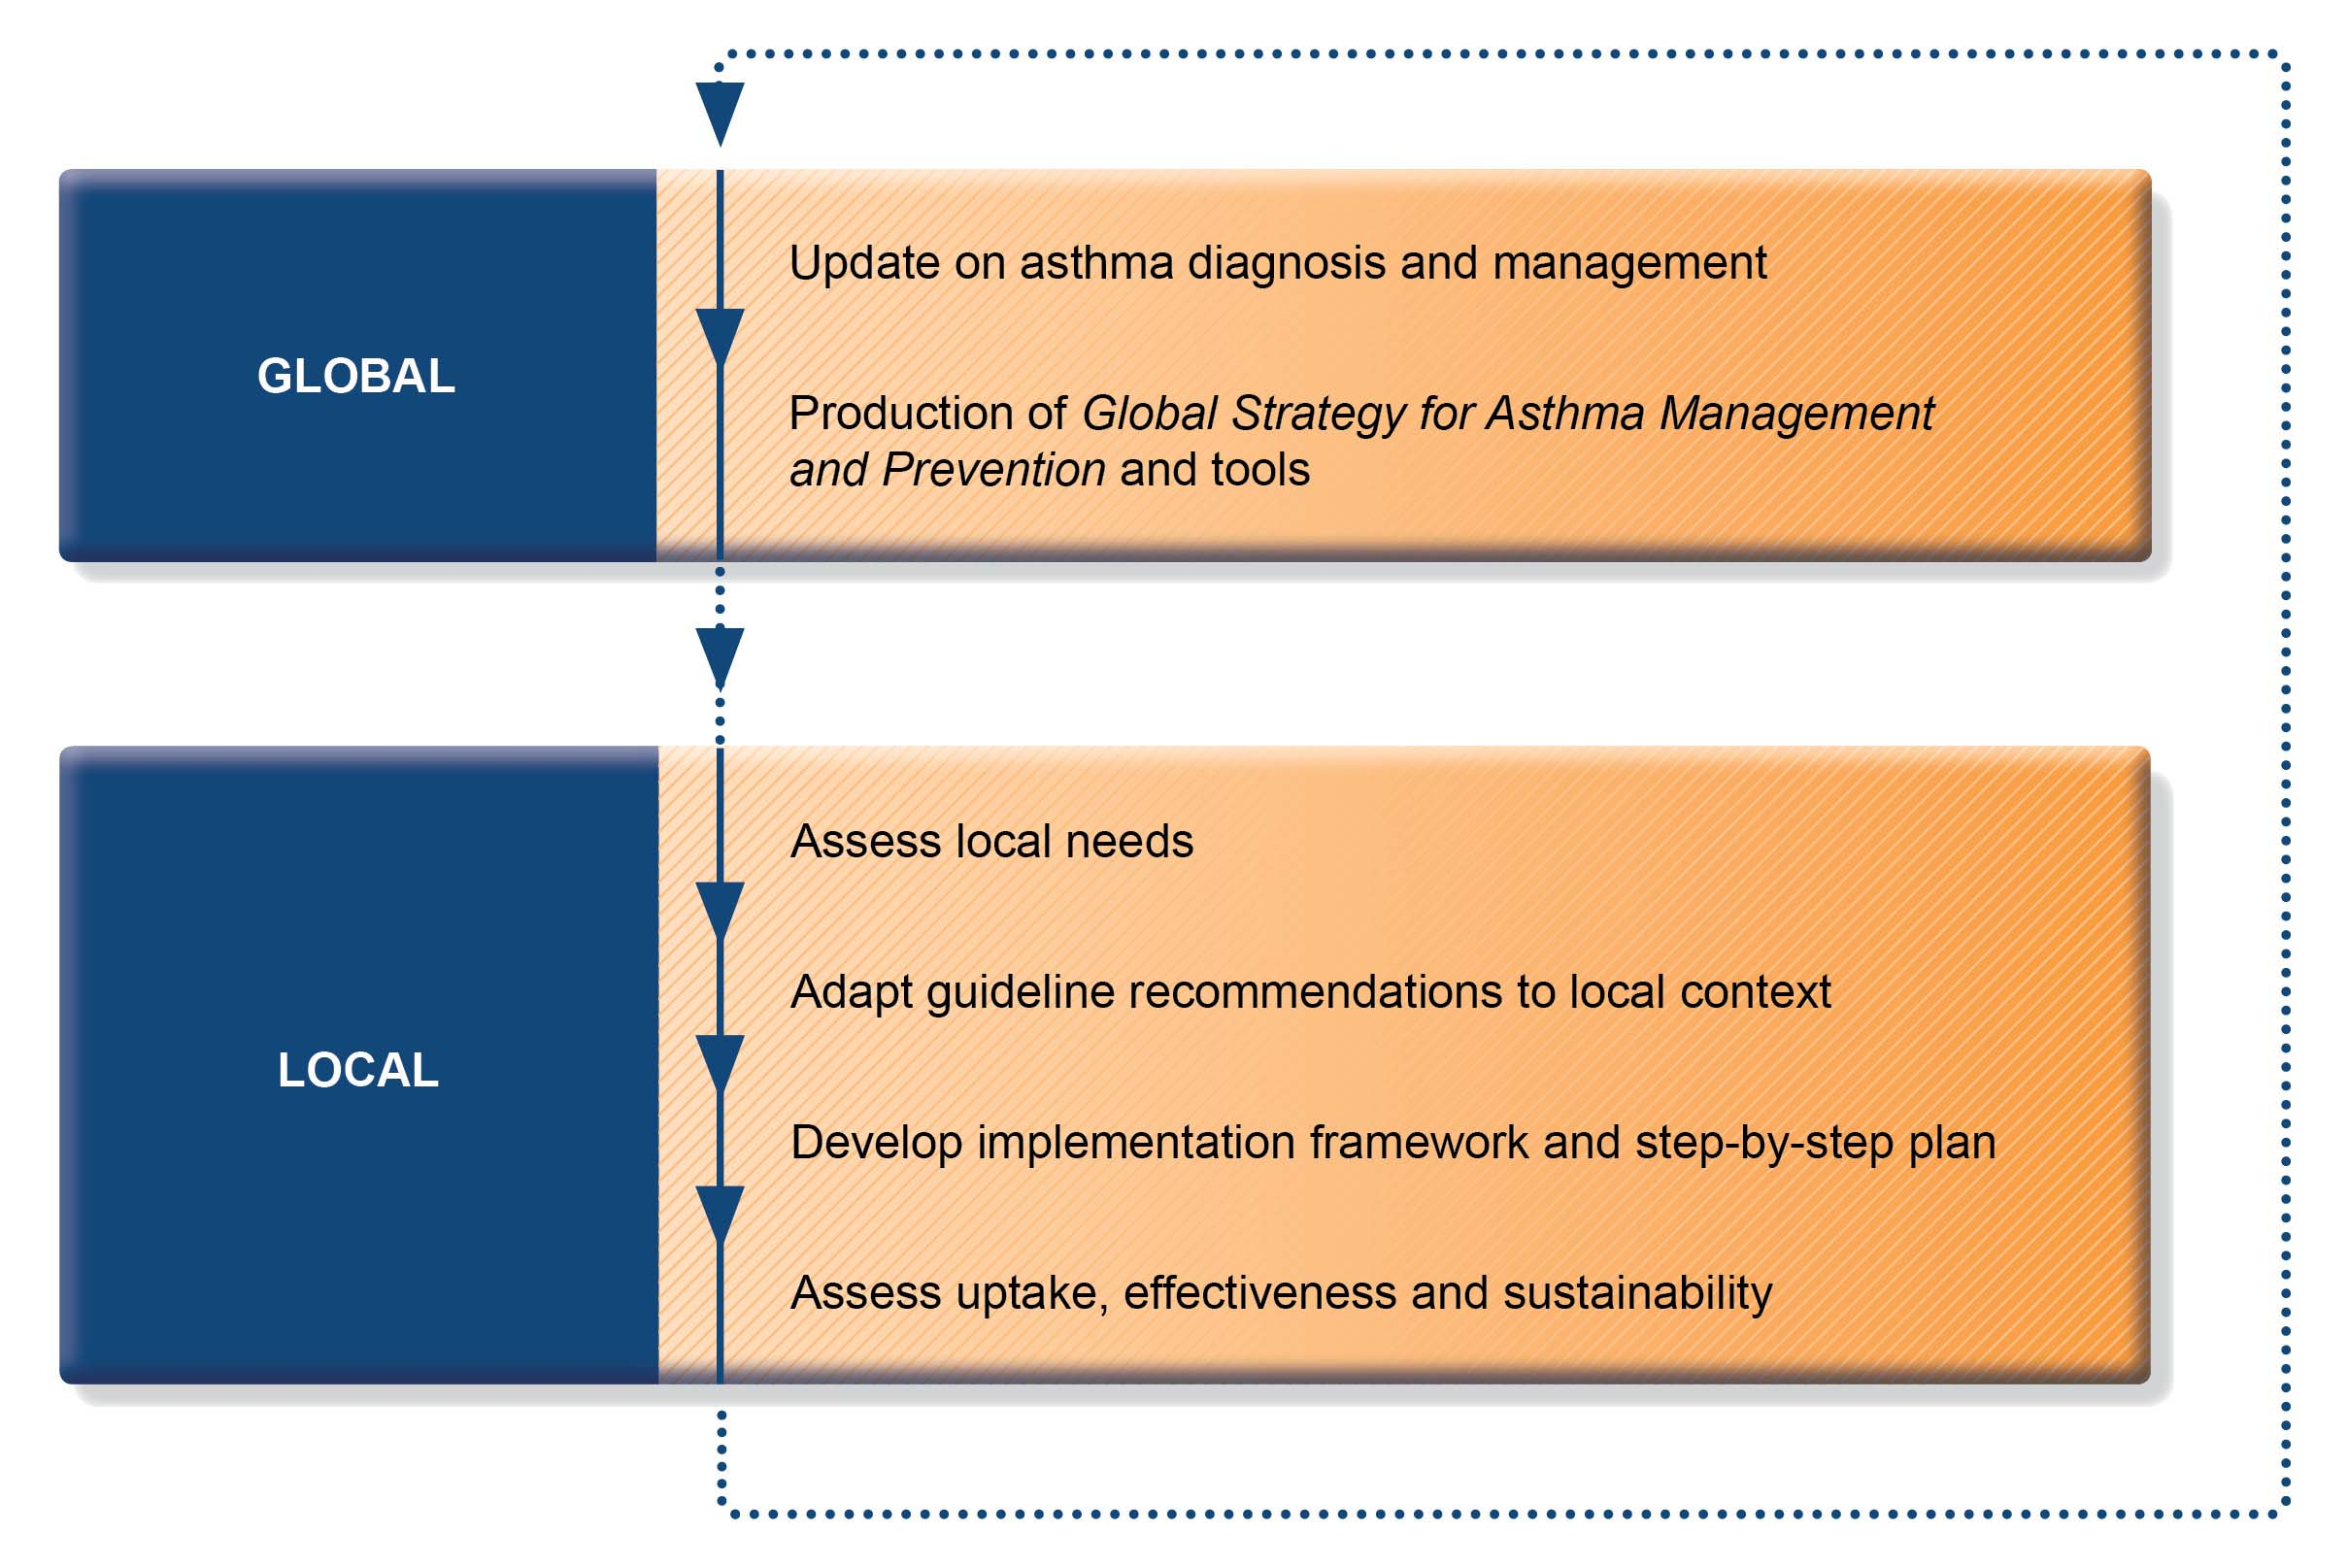 GLOBAL
Update on asthma diagnosis and management
Production of Global Strategy for Asthma Management
and Prevention and tools
LOCAL
Assess local needs
Adapt guideline recommendations to local context
Develop implementation framework and step-by-step plan
Assess uptake, effectiveness and sustainability